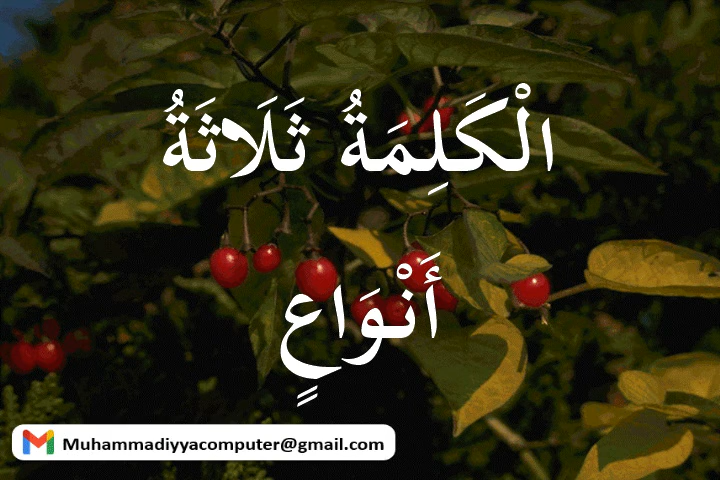 الْكَلِمَةُ ثَلَاثَةُ
أَنْوَاعٍ
Muhammadiyyacomputer@gmail.com